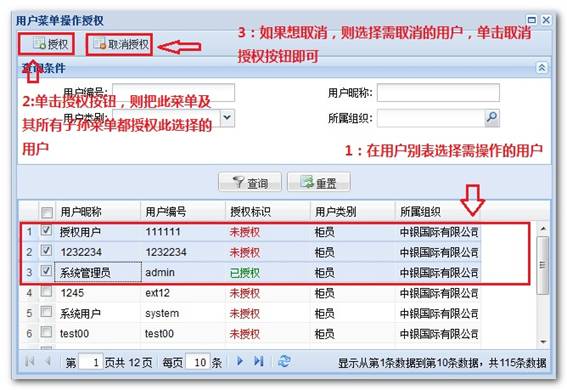 用户菜单操作授权
授权 取消授权
3：如果想取消，则选择需取消的用户，单击取消
授权按钮即可
查询条件
用户编号: 用户昵称:
2:单击授权按钮，则把此菜单及
用户类别: 所属组织:
其所有子孙菜单都授权此选择的
用户
1：在用户别表选择需操作的用户
查询 重置
用户昵称 用户编号 授权标识 用户类别 所属组织
1 授权用户 111111 未授权 柜员 中银国际有限公司
2 1232234 1232234 未授权 柜员 中银国际有限公司
3 系统管理员 admin 已授权 柜员 中银国际有限公司
4 1245 ext12 未授权 柜员 中银国际有限公司
5 系统用户 system 未授权 柜员 中银国际有限公司
6 test00 test00 未授权 柜员 中银国际有限公司
第 1 页共 12 页 每页 10 条 显示从第1条数据到第10条数据，共115条数据